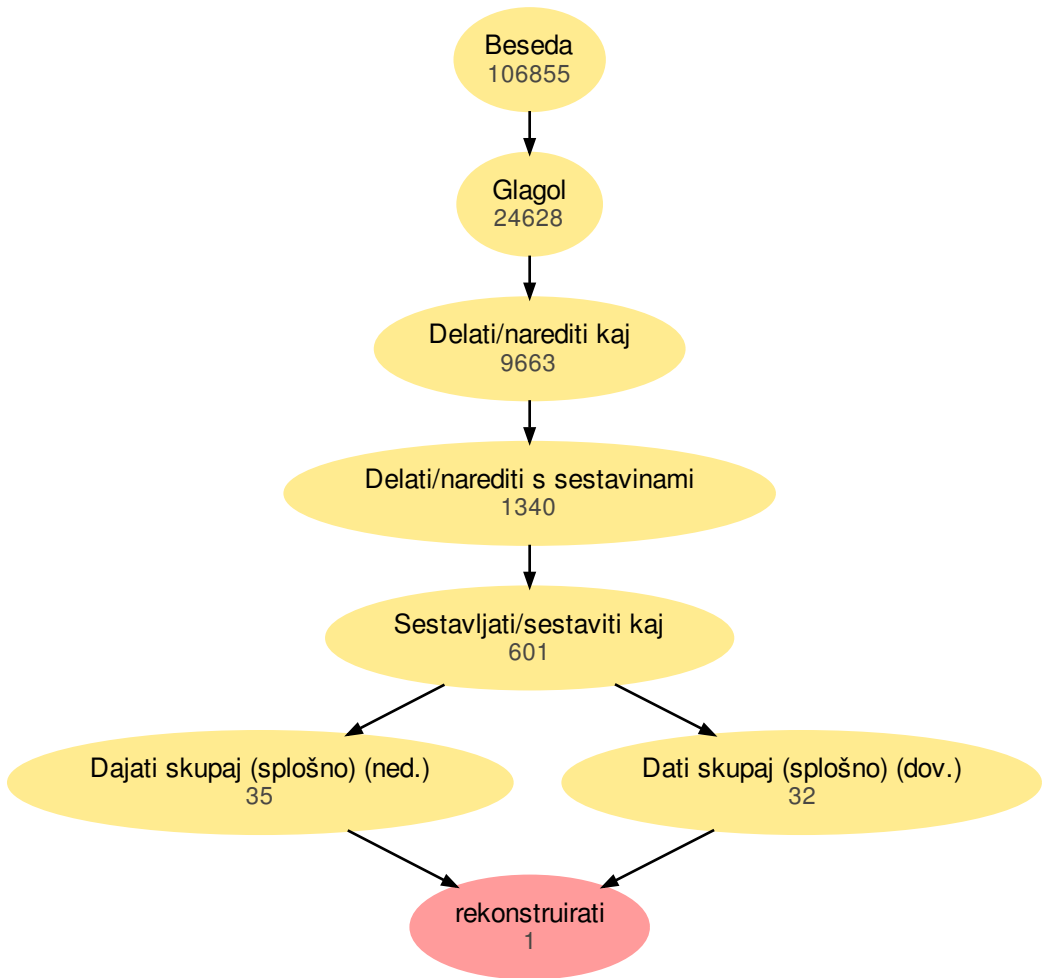 Beseda
106855
Glagol
24628
Delati/narediti kaj
9663
Delati/narediti s sestavinami
1340
Sestavljati/sestaviti kaj
601
Dajati skupaj (splošno) (ned.)
35
Dati skupaj (splošno) (dov.)
32
rekonstruirati
1